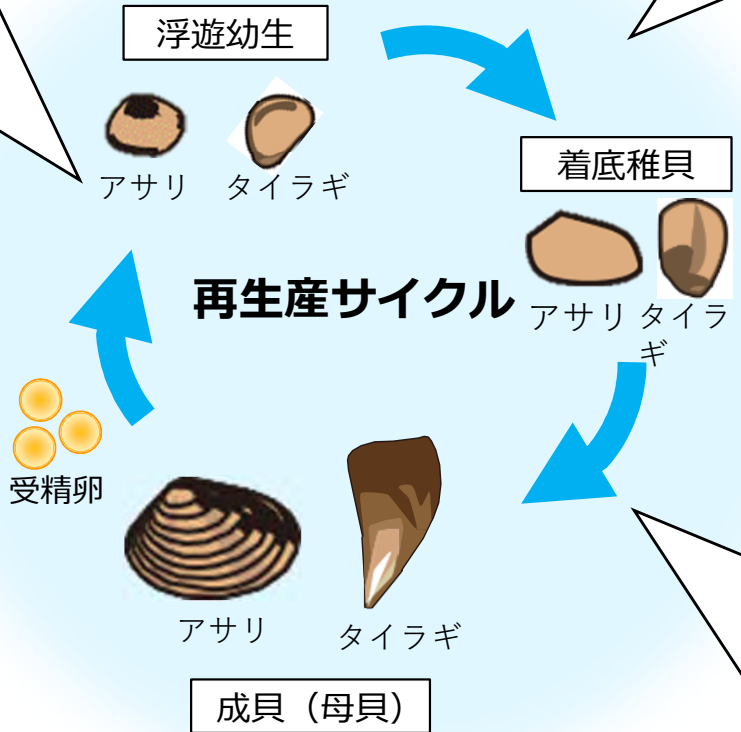 浮遊幼生
アサリ
タイラギ
着底稚貝
アサリ
タイラ
ギ
再生産サイクル
受精卵
アサリ
タイラギ
成貝（母貝）